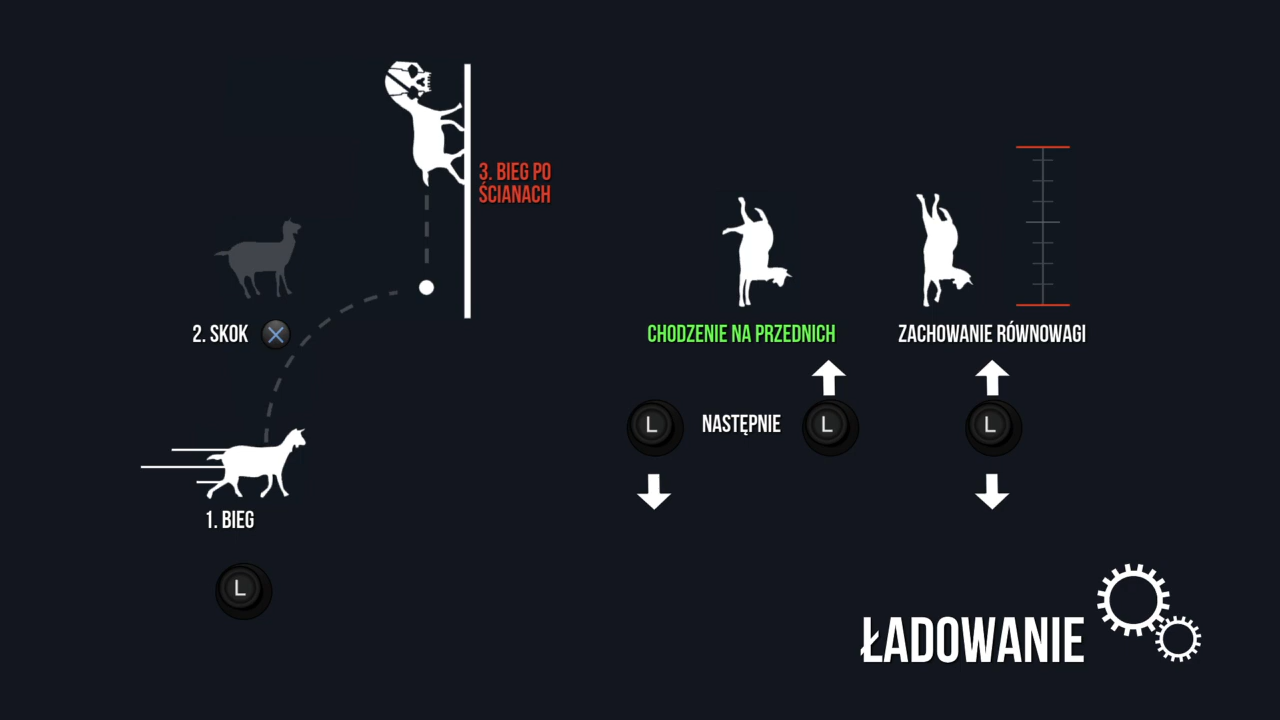 3. BIEG PO
ŚCIANACH
2. SKOK
1. BIEG
L
CHODZENIE NA PRZEDNICH
L NASTĘPNIE L
ZACHOWANIE RÓWNOWAGI
L
ŁADOWANIE